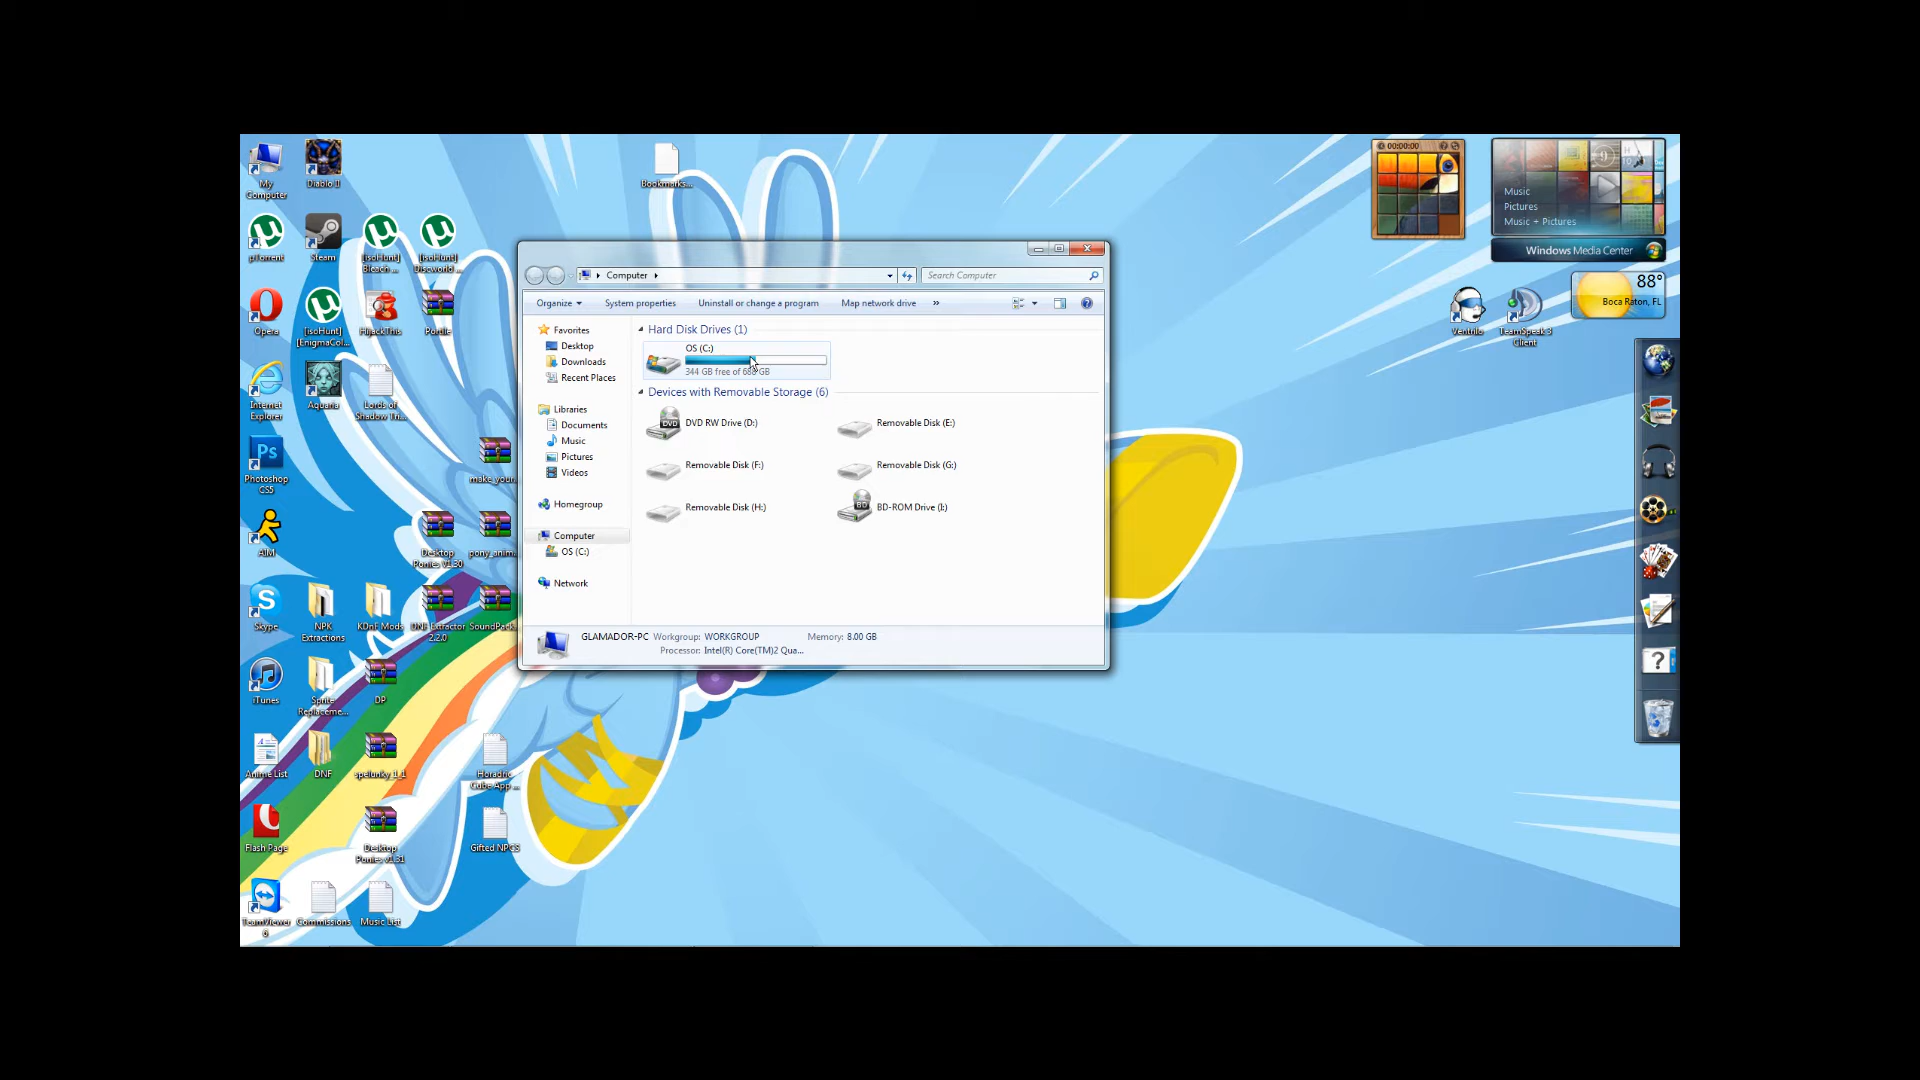 My
Computer
Diablo II
Bookmarks...
00:00:00
Music
Pictures
Music + Pictures
Windows Media Center
88°
Boca Raton, FL
µTorrent
Steam
[isoHunt]
Bleach ...
[isoHunt]
Discworld ...
Opera
[isoHunt]
[EnigmaCol...
HijackThis
Portile
Ventrilo
TeamSpeak 3
Client
Internet
Explorer
Aquaria
Lords of
Shadow Th...
Ps
Photoshop
CS5
make_your...
AIM
Desktop
Ponies V1.30
pony_anim...
Skype
NPK
Extractions
KDnF Mods
DNF Extractor
2.2.0
SoundPack...
iTunes
Sprite
Replaceme...
DP
Anime List
DNF
spelunky_1_1
Horadric
Cube App ...
Flash Page
Desktop
Ponies v1.31
Gifted NPCS
TeamViewer
6
Commissions
Music List
Computer
Search Computer
Organize
System properties
Uninstall or change a program
Map network drive
»
Favorites
Desktop
Downloads
Recent Places
Libraries
Documents
Music
Pictures
Videos
Homegroup
Computer
OS (C:)
Network
Hard Disk Drives (1)
OS (C:)
344 GB free of GB
Devices with Removable Storage (6)
DVD RW Drive (D:)
Removable Disk (E:)
Removable Disk (F:)
Removable Disk (G:)
Removable Disk (H:)
BD-ROM Drive (I:)
GLAMADOR-PC Workgroup: WORKGROUP Memory: 8.00 GB
Processor: Intel(R) Core(TM)2 Qua...